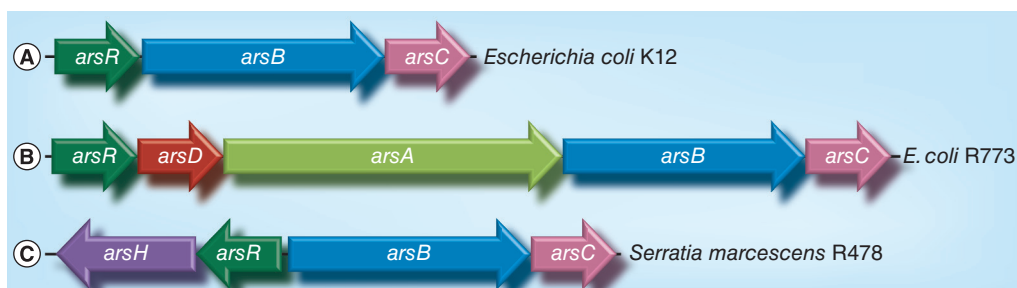 A arsR arsB arsC Escherichia coli K12
B arsR arsD arsA arsB arsC E. coli R773
C arsH arsR arsB arsC Serratia marcescens R478